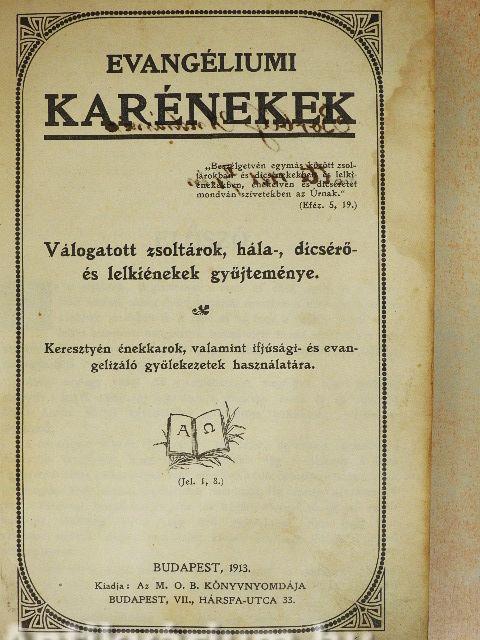 EVANGÉLIUMI
KARÉNEKEK
„Beszélgetvén egymás között zsol-
tárokban és dicséretekben és lelki
énekekben, énekelvén és dicséretet
mondván szívetekben az Úrnak.“
(Eféz. 5, 19.)
Válogatott zsoltárok, hála-, dícsérő-
és lelkiénekek gyűjteménye.
Keresztyén énekkarok, valamint ifjúsági- és evan-
gelizáló gyülekezetek használatára.
A Ω
(Jel. 1, 8.)
BUDAPEST, 1913.
Kiadja: Az M. O. B. KÖNYVNYOMDÁJA
BUDAPEST, VII., HÁRSFA-UTCA 33.